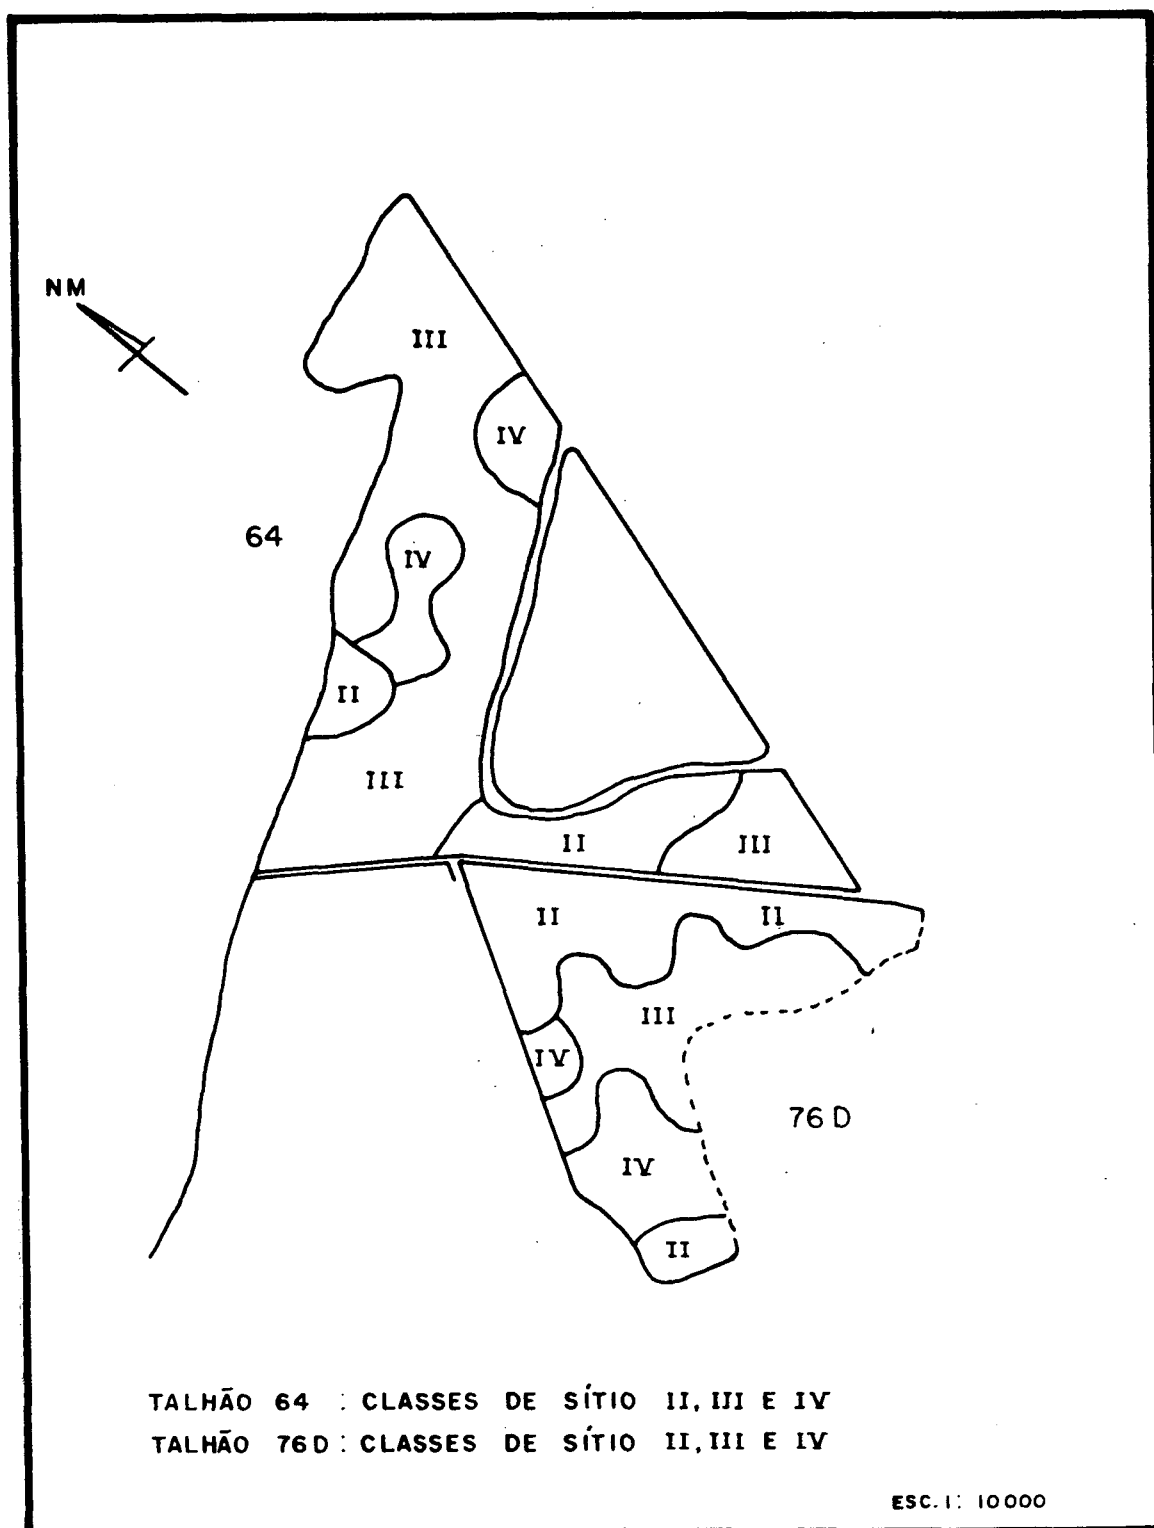 NM
III
IV
64
IV
II
III
II
III
II
II
III
IV
76 D
IV
II
TALHÃO 64 : CLASSES DE SÍTIO II, III E IV
TALHÃO 76D : CLASSES DE SÍTIO II, III E IV
ESC. 1: 10000